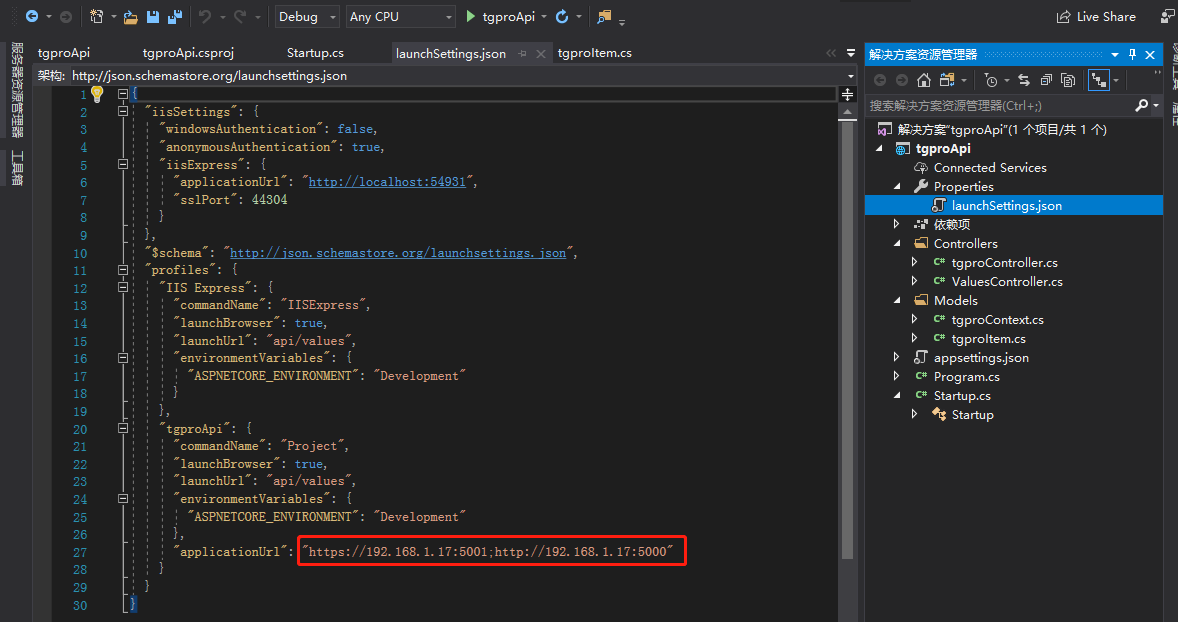 Debug Any CPU tgproApi Live Share
服务器资源管理器
工具箱
tgproApi tgproApi.csproj Startup.cs launchSettings.json tgproItem.cs
架构: http://json.schemastore.org/launchsettings.json
1 {
2 "iisSettings": {
3 "windowsAuthentication": false,
4 "anonymousAuthentication": true,
5 "iisExpress": {
6 "applicationUrl": "http://localhost:54931",
7 "sslPort": 44304
8 }
9 },
10 "$schema": "http://json.schemastore.org/launchsettings.json",
11 "profiles": {
12 "IIS Express": {
13 "commandName": "IISExpress",
14 "launchBrowser": true,
15 "launchUrl": "api/values",
16 "environmentVariables": {
17 "ASPNETCORE_ENVIRONMENT": "Development"
18 }
19 },
20 "tgproApi": {
21 "commandName": "Project",
22 "launchBrowser": true,
23 "launchUrl": "api/values",
24 "environmentVariables": {
25 "ASPNETCORE_ENVIRONMENT": "Development"
26 },
27 "applicationUrl": "https://192.168.1.17:5001;http://192.168.1.17:5000"
28 }
29 }
30 }
解决方案资源管理器
搜索解决方案资源管理器(Ctrl+;)
解决方案"tgproApi"(1 个项目/共 1 个)
tgproApi
Connected Services
Properties
launchSettings.json
依赖项
Controllers
C# tgproController.cs
C# ValuesController.cs
Models
C# tgproContext.cs
C# tgproItem.cs
appsettings.json
C# Program.cs
C# Startup.cs
Startup